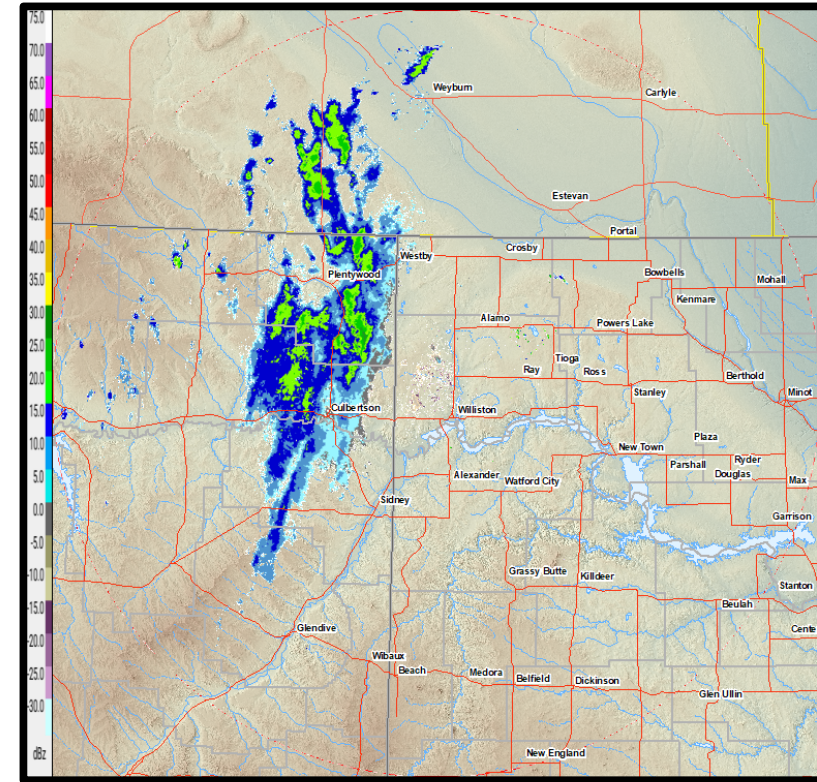 75.0
70.0
65.0
60.0
55.0
50.0
45.0
40.0
35.0
30.0
25.0
20.0
15.0
10.0
5.0
0.0
-5.0
-10.0
-15.0
-20.0
-25.0
-30.0
dBz
Weyburn
Carlyle
Estevan
Portal
Crosby
Westby
Plentywood
Bowbells
Mohall
Kenmare
Alamo
Powers Lake
Tioga
Ray
Ross
Berthold
Stanley
Minot
Culbertson
Williston
New Town
Plaza
Ryder
Parshall
Douglas
Max
Alexander
Watford City
Sidney
Garrison
Grassy Butte
Killdeer
Stanton
Beulah
Cente
Glendive
Wibaux
Beach
Medora
Belfield
Dickinson
Glen Ullin
New England